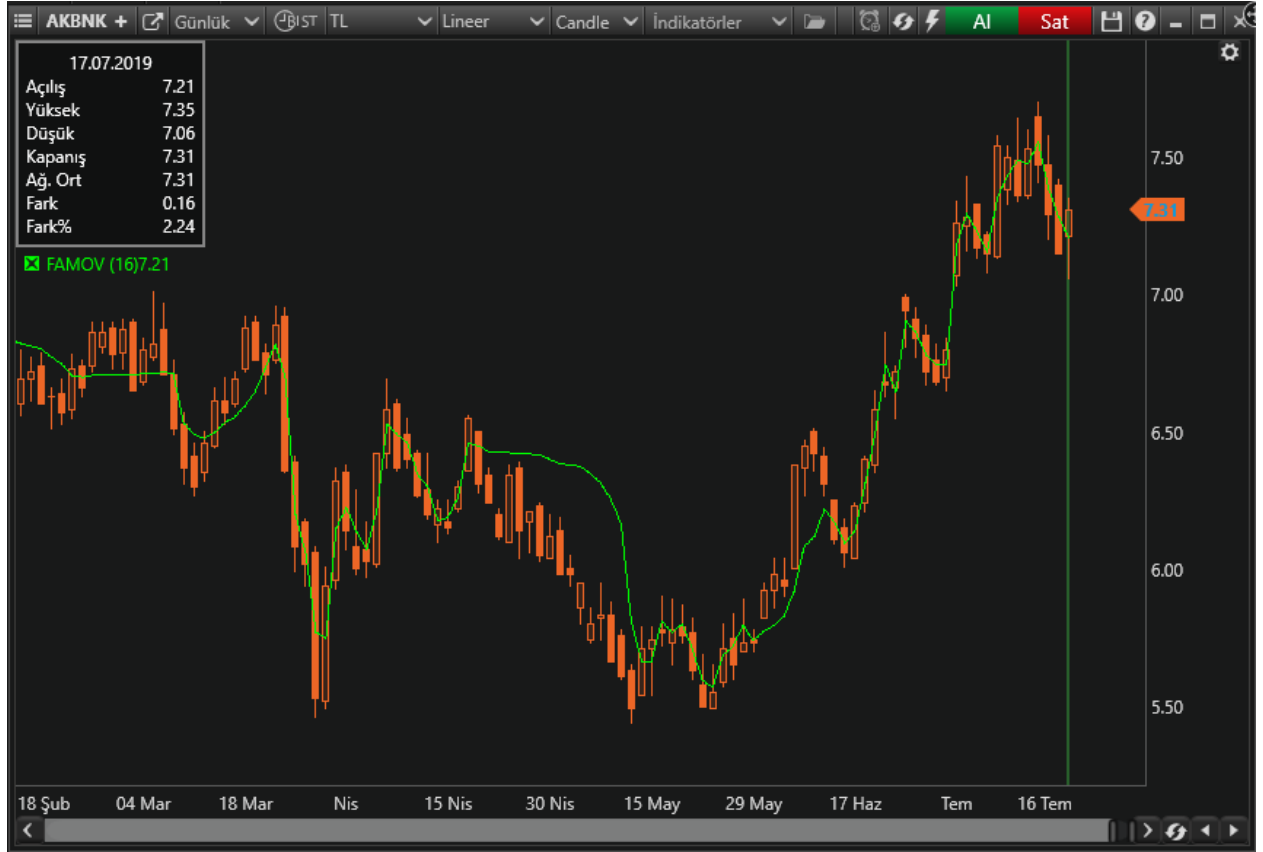 AKBNK + Günlük BIST TL Lineer Candle İndikatörler Al Sat
17.07.2019
Açılış 7.21
Yüksek 7.35
Düşük 7.06
Kapanış 7.31
Ağ. Ort 7.31
Fark 0.16
Fark% 2.24
FAMOV (16)7.21
7.50
7.31
7.00
6.50
6.00
5.50
18 Şub 04 Mar 18 Mar Nis 15 Nis 30 Nis 15 May 29 May 17 Haz Tem 16 Tem